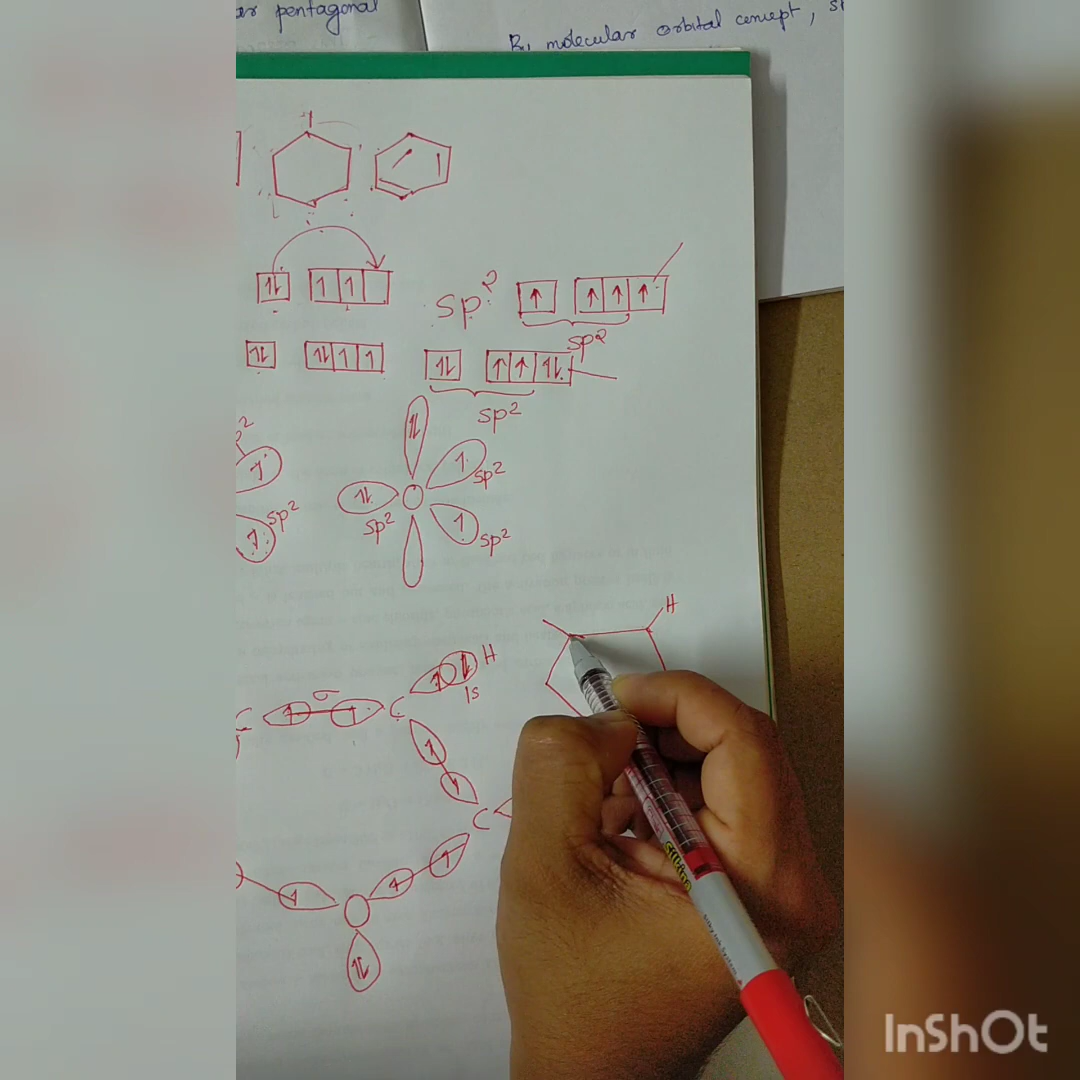 pentagonal
By molecular orbital concept,
sp²
sp²
sp²
sp²
sp² sp²
sp²
H
σ H
C 1s
C
InShOt